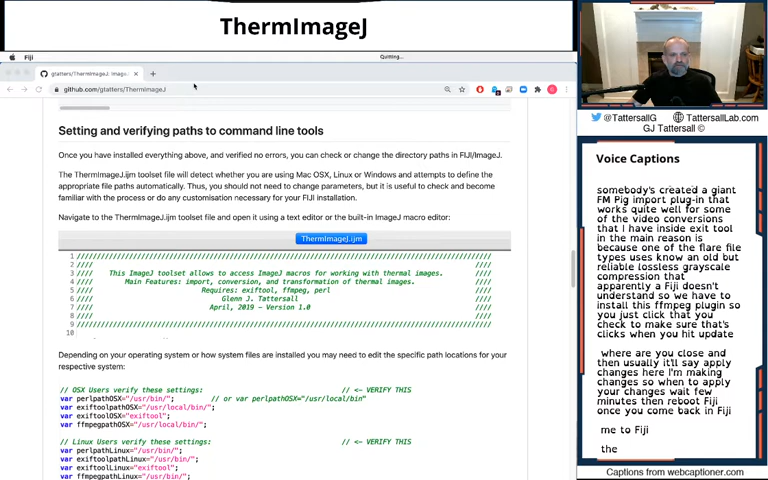 ThermImageJ
Fiji
Quitting...
gtatters/ThermImageJ: ImageJ
github.com/gtatters/ThermImageJ
Setting and verifying paths to command line tools
Once you have installed everything above, and verified no errors, you can check or change the directory paths in FIJI/ImageJ.
The ThermImageJ.ijm toolset file will detect whether you are using Mac OSX, Linux or Windows and attempts to define the
appropriate file paths automatically. Thus, you should not need to change parameters, but it is useful to check and become
familiar with the process or do any customisation necessary for your FIJI installation.
Navigate to the ThermImageJ.ijm toolset file and open it using a text editor or the built-in ImageJ macro editor:
ThermImageJ.ijm
1 ////////////////////////////////////////////////////////////////////////////////////////////////////
2 //// ////
3 //// This ImageJ toolset allows to access ImageJ macros for working with thermal images. ////
4 //// Main Features: import, conversion, and transformation of thermal images. ////
5 //// Requires: exiftool, ffmpeg, perl ////
6 //// Glenn J. Tattersall ////
7 //// April, 2019 - Version 1.0 ////
8 //// ////
9 ////////////////////////////////////////////////////////////////////////////////////////////////////
10
Depending on your operating system or how system files are installed you may need to edit the specific path locations for your
respective system:
// OSX Users verify these settings: // <- VERIFY THIS
var perlpathOSX="/usr/bin/"; // or var perlpathOSX="/usr/local/bin"
var exiftoolpathOSX="/usr/local/bin/";
var exiftoolOSX="exiftool";
var ffmpegpathOSX="/usr/local/bin/";
// Linux Users verify these settings: // <- VERIFY THIS
var perlpathLinux="/usr/bin/";
var exiftoolpathLinux="/usr/bin/";
var exiftoolLinux="exiftool";
var ffmpegpathLinux="/usr/bin/";
@TattersallG TattersallLab.com
GJ Tattersall ©
Voice Captions
somebody's created a giant
FM Pig import plug-in that
works quite well for some
of the video conversions
that I have inside exit tool
in the main reason is
because one of the flare file
types uses know an old but
reliable lossless grayscale
compression that
apparently a Fiji doesn't
understand so we have to
install this ffmpeg plugin so
you just click that you
check to make sure that's
clicks when you hit update
where are you close and
then usually it'll say apply
changes here I'm making
changes so when to apply
your changes wait few
minutes then reboot Fiji
once you come back in Fiji
me to Fiji
the
Captions from webcaptioner.com